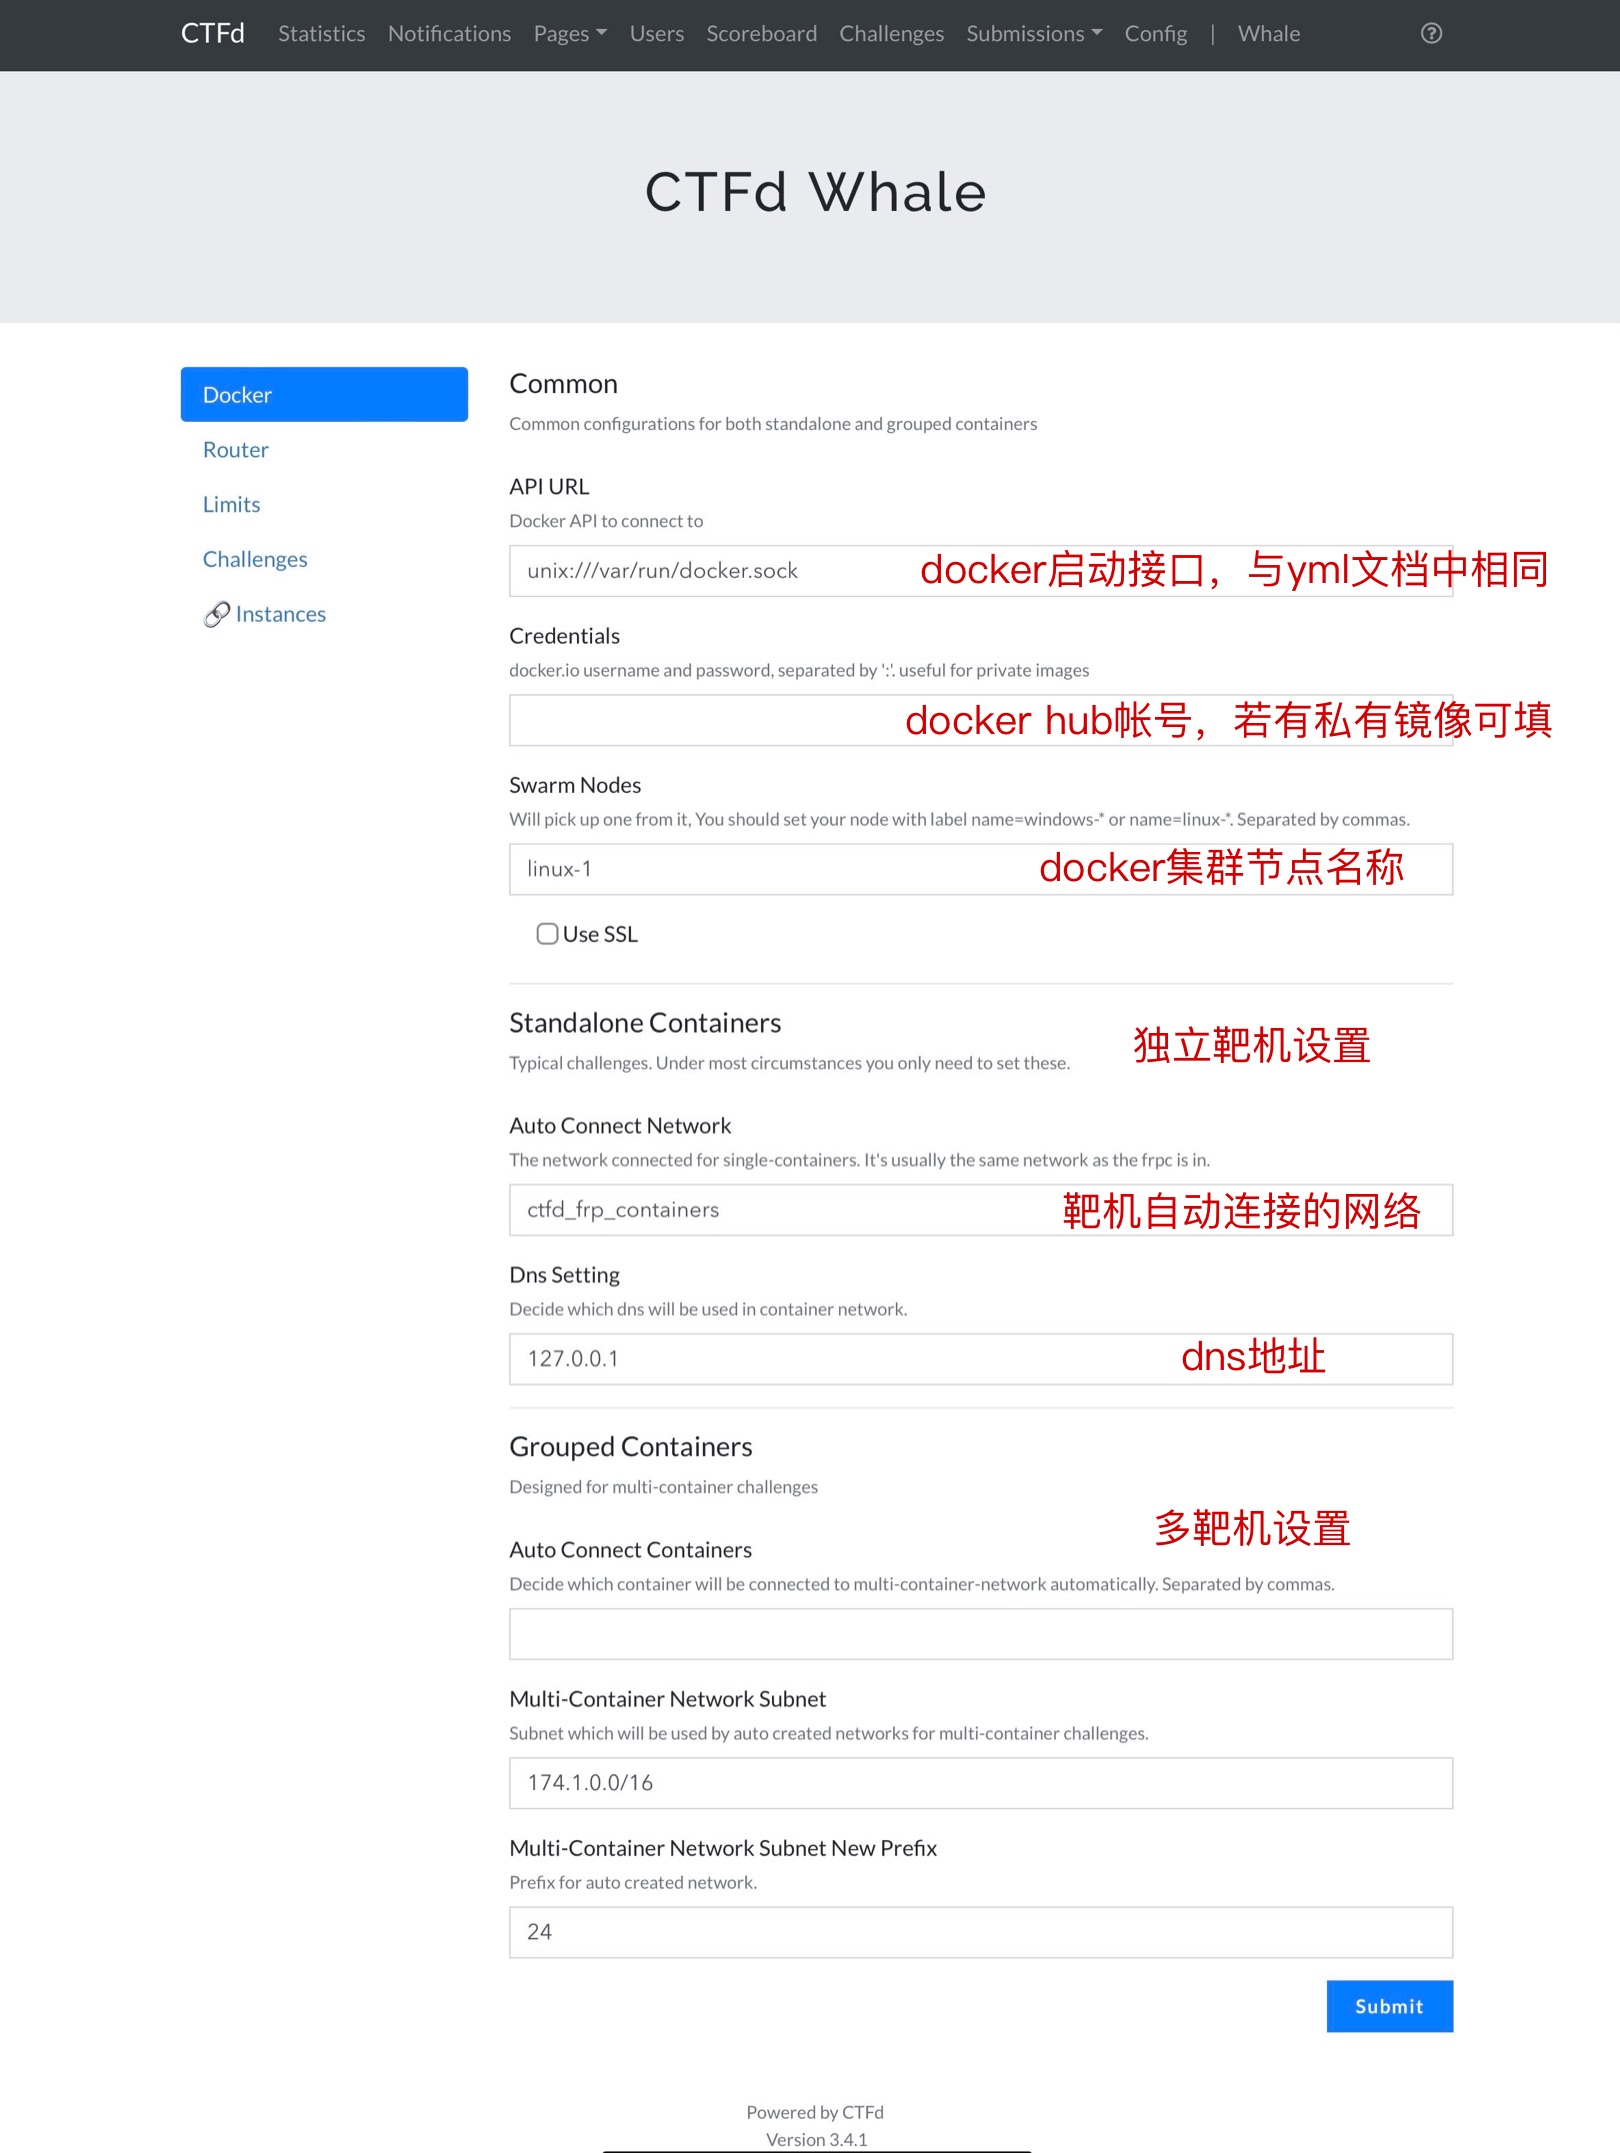 CTFd Statistics Notifications Pages Users Scoreboard Challenges Submissions Config | Whale
CTFd Whale
Docker
Router
Limits
Challenges
Instances
Common
Common configurations for both standalone and grouped containers
API URL
Docker API to connect to
unix:///var/run/docker.sock
docker启动接口，与yml文档中相同
Credentials
docker.io username and password, separated by ':'. useful for private images
docker hub帐号，若有私有镜像可填
Swarm Nodes
Will pick up one from it, You should set your node with label name=windows-* or name=linux-*. Separated by commas.
linux-1
docker集群节点名称
Use SSL
Standalone Containers
独立靶机设置
Typical challenges. Under most circumstances you only need to set these.
Auto Connect Network
The network connected for single-containers. It's usually the same network as the frpc is in.
ctfd_frp_containers
靶机自动连接的网络
Dns Setting
Decide which dns will be used in container network.
127.0.0.1
dns地址
Grouped Containers
Designed for multi-container challenges
多靶机设置
Auto Connect Containers
Decide which container will be connected to multi-container-network automatically. Separated by commas.
Multi-Container Network Subnet
Subnet which will be used by auto created networks for multi-container challenges.
174.1.0.0/16
Multi-Container Network Subnet New Prefix
Prefix for auto created network.
24
Submit
Powered by CTFd
Version 3.4.1